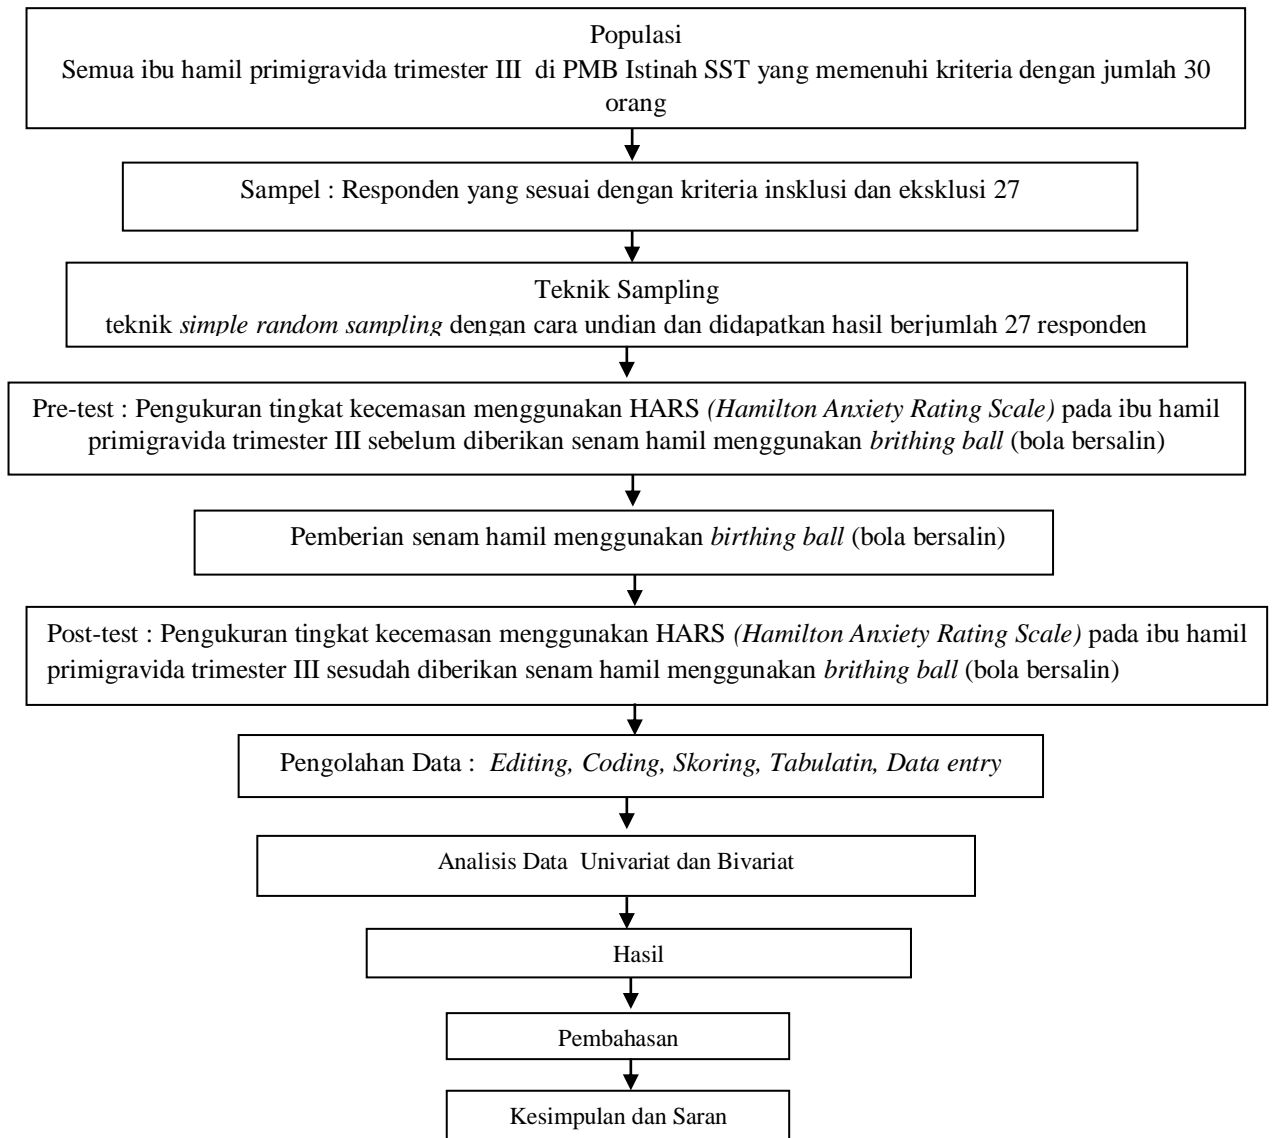 Populasi
Semua ibu hamil primigravida trimester III di PMB Istinah SST yang memenuhi kriteria dengan jumlah 30
orang
Sampel : Responden yang sesuai dengan kriteria insklusi dan eksklusi 27
Teknik Sampling
teknik simple random sampling dengan cara undian dan didapatkan hasil berjumlah 27 responden
Pre-test : Pengukuran tingkat kecemasan menggunakan HARS (Hamilton Anxiety Rating Scale) pada ibu hamil
primigravida trimester III sebelum diberikan senam hamil menggunakan brithing ball (bola bersalin)
Pemberian senam hamil menggunakan birthing ball (bola bersalin)
Post-test : Pengukuran tingkat kecemasan menggunakan HARS (Hamilton Anxiety Rating Scale) pada ibu hamil
primigravida trimester III sesudah diberikan senam hamil menggunakan brithing ball (bola bersalin)
Pengolahan Data : Editing, Coding, Skoring, Tabulatin, Data entry
Analisis Data Univariat dan Bivariat
Hasil
Pembahasan
Kesimpulan dan Saran